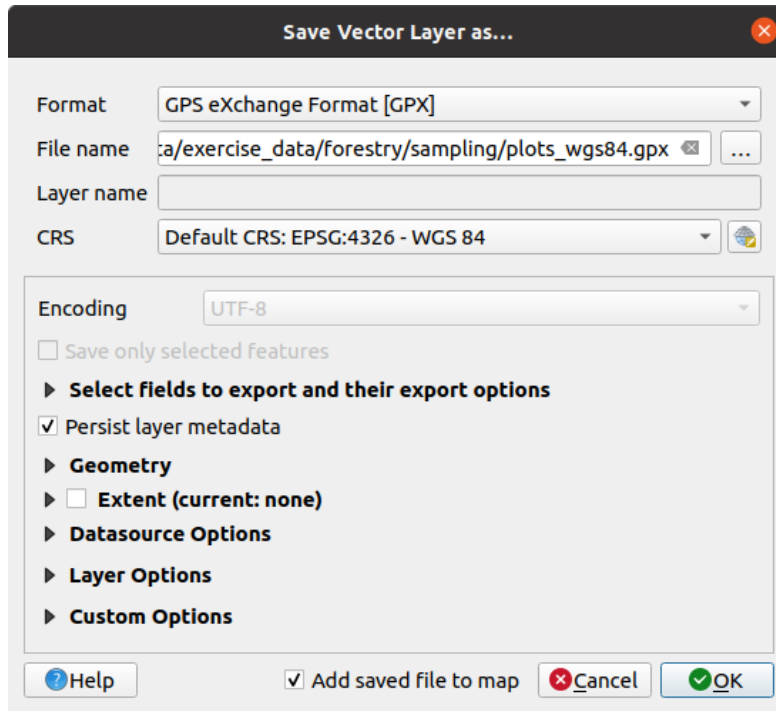 Save Vector Layer as...
Format GPS eXchange Format [GPX]
File name ta/exercise_data/forestry/sampling/plots_wgs84.gpx ...
Layer name
CRS Default CRS: EPSG:4326 - WGS 84
Encoding UTF-8
Save only selected features
Select fields to export and their export options
Persist layer metadata
Geometry
Extent (current: none)
Datasource Options
Layer Options
Custom Options
Help Add saved file to map Cancel OK